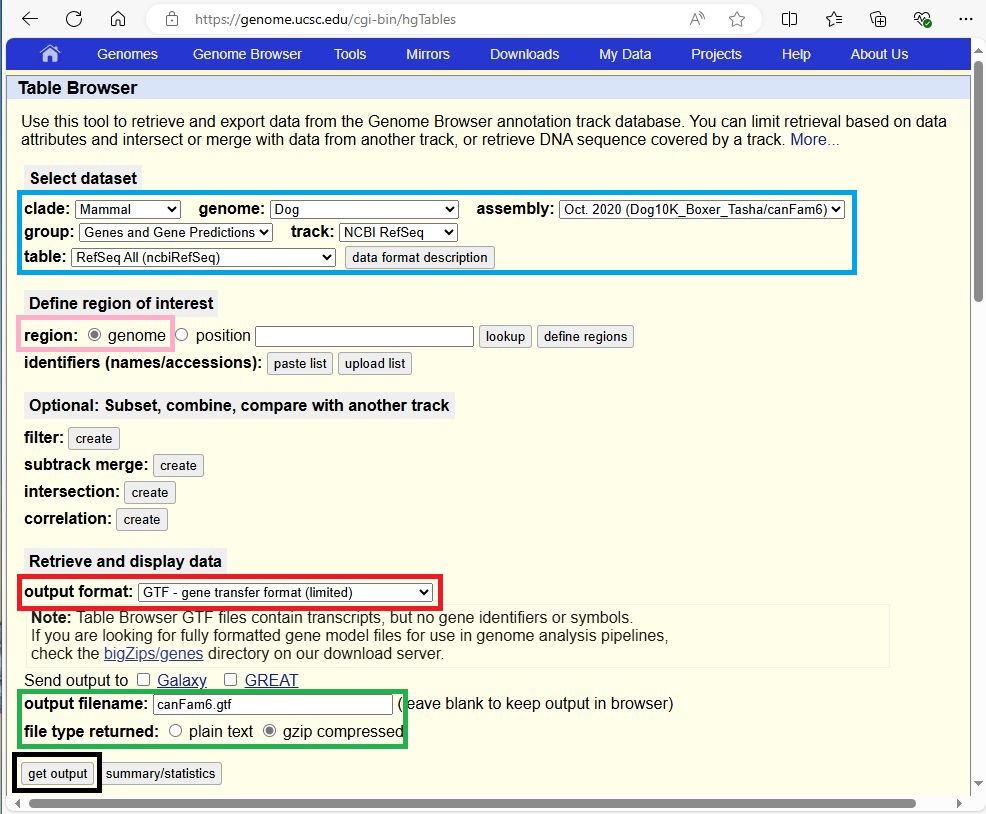 https://genome.ucsc.edu/cgi-bin/hgTables
Genomes Genome Browser Tools Mirrors Downloads My Data Projects Help About Us
Table Browser
Use this tool to retrieve and export data from the Genome Browser annotation track database. You can limit retrieval based on data
attributes and intersect or merge with data from another track, or retrieve DNA sequence covered by a track. More...
Select dataset
clade: Mammal genome: Dog assembly: Oct. 2020 (Dog10K_Boxer_Tasha/canFam6)
group: Genes and Gene Predictions track: NCBI RefSeq
table: RefSeq All (ncbiRefSeq) data format description
Define region of interest
region: genome position lookup define regions
identifiers (names/accessions): paste list upload list
Optional: Subset, combine, compare with another track
filter: create
subtrack merge: create
intersection: create
correlation: create
Retrieve and display data
output format: GTF - gene transfer format (limited)
Note: Table Browser GTF files contain transcripts, but no gene identifiers or symbols.
If you are looking for fully formatted gene model files for use in genome analysis pipelines,
check the bigZips/genes directory on our download server.
Send output to Galaxy GREAT
output filename: canFam6.gtf (leave blank to keep output in browser)
file type returned: plain text gzip compressed
get output summary/statistics